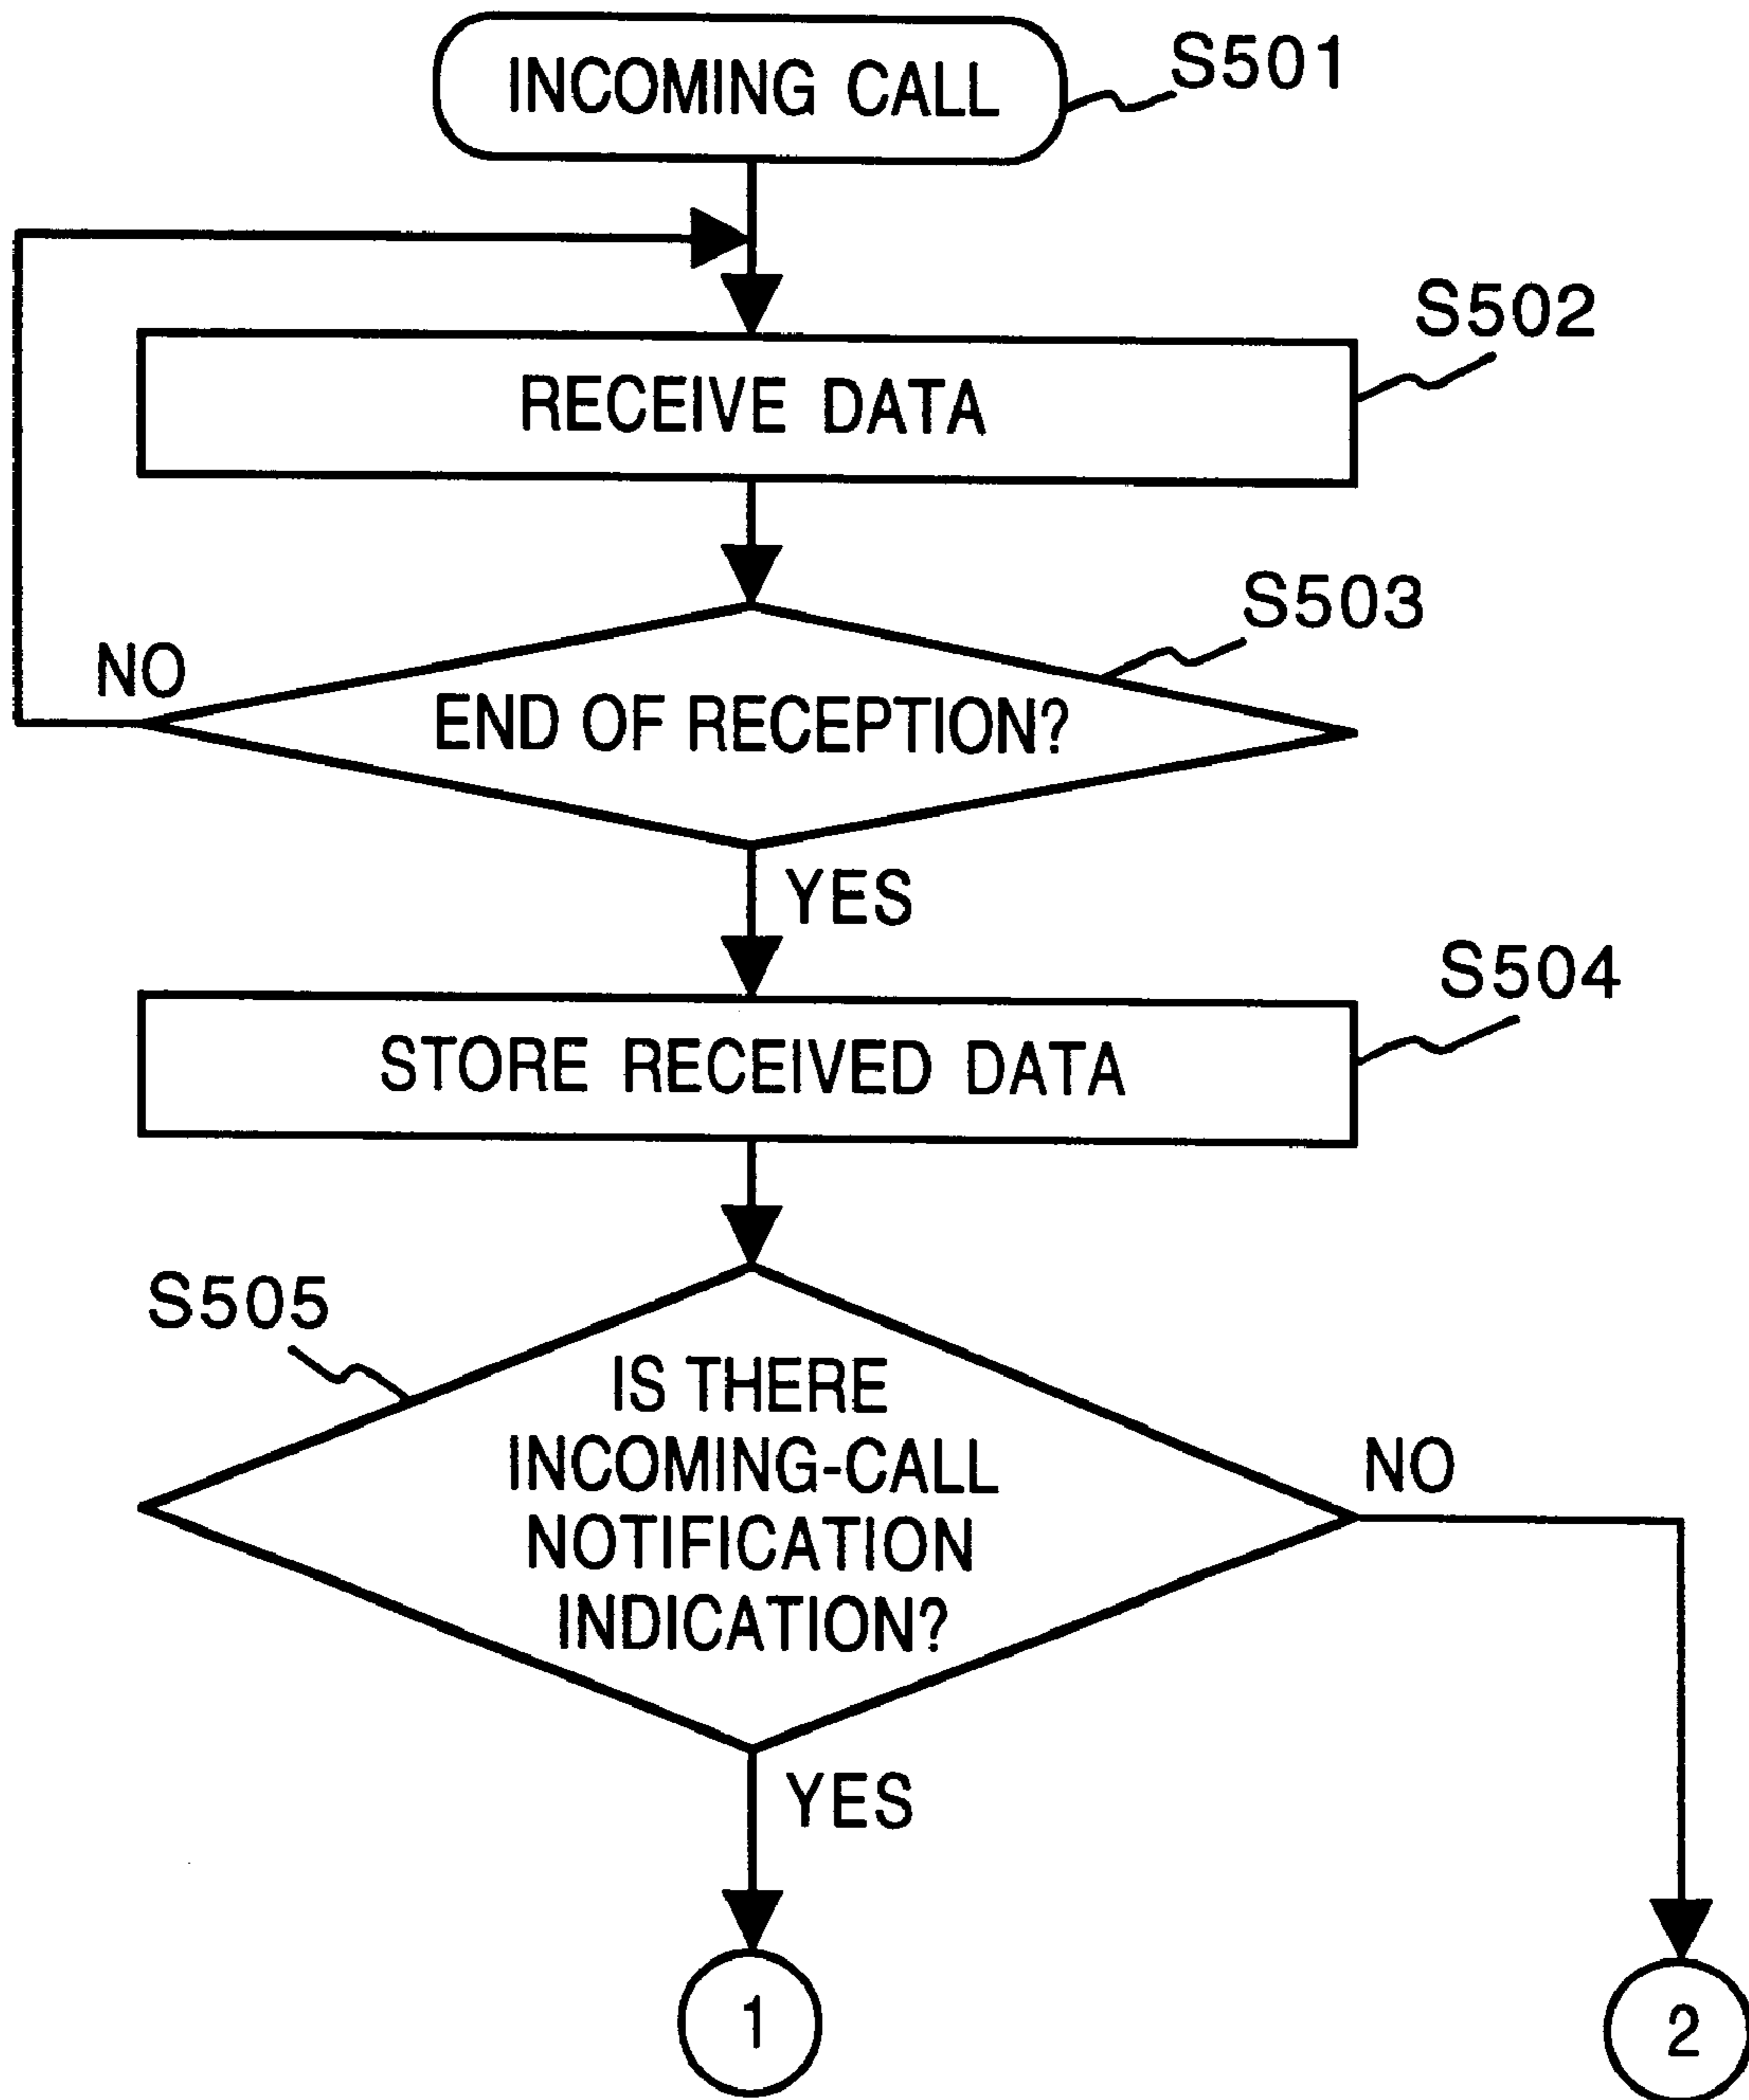 INCOMING CALL
S501
S502
RECEIVE DATA
S503
NO
END OF RECEPTION?
YES
S504
STORE RECEIVED DATA
S505
IS THERE
INCOMING-CALL
NOTIFICATION
INDICATION?
NO
YES
1
2